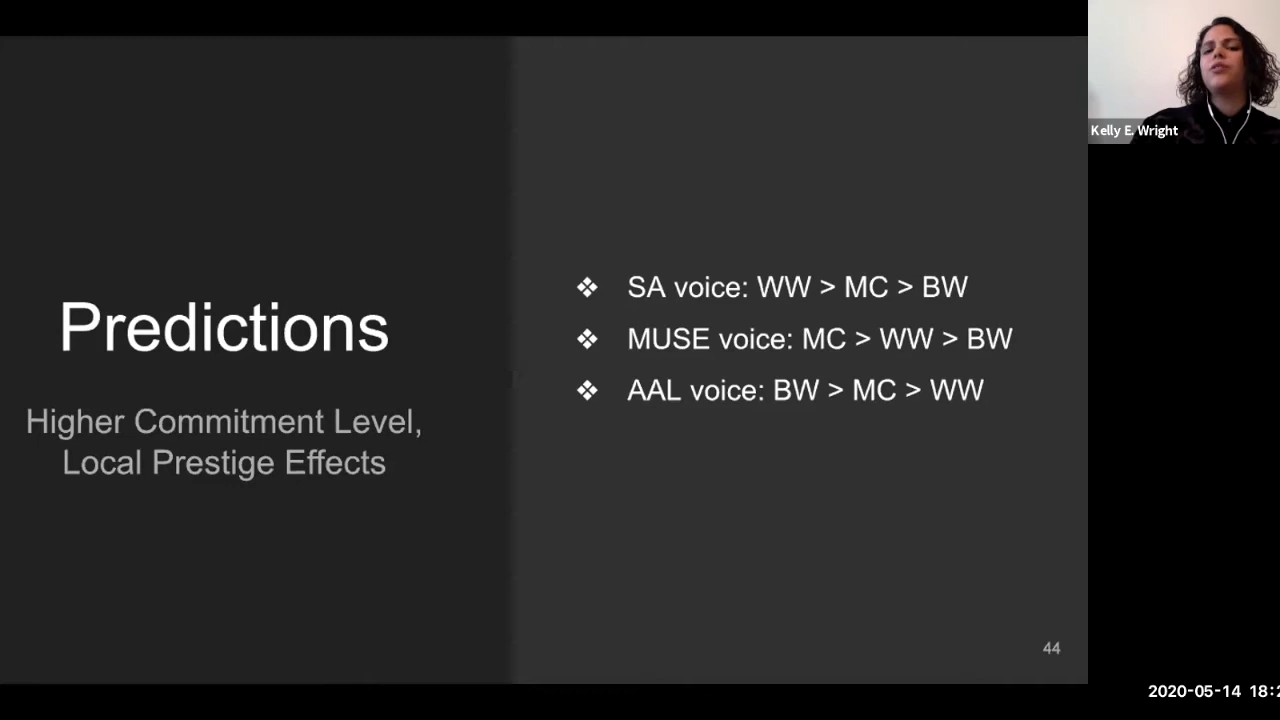 Kelly E. Wright
Predictions
Higher Commitment Level,
Local Prestige Effects
❖ SA voice: WW > MC > BW
❖ MUSE voice: MC > WW > BW
❖ AAL voice: BW > MC > WW
44
2020-05-14 18:2